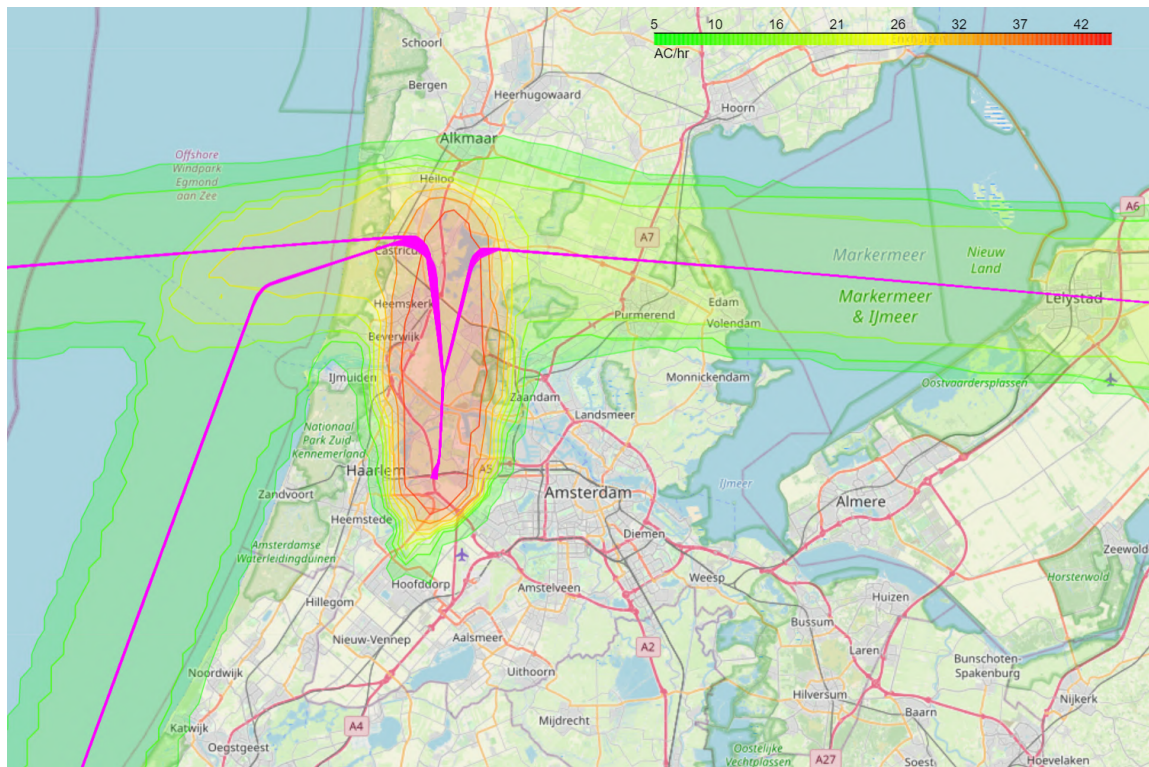 5 10 16 21 26 32 37 42
AC/hr
Schoorl
Bergen
Heerhugowaard
Hoorn
Alkmaar
Offshore
Windpark
Egmond
aan Zee
Heiloo
A6
A7
Castricum
Markermeer
Nieuw
Land
Markermeer
& IJmeer
Lelystad
Heemskerk
Edam
Volendam
Purmerend
Beverwijk
IJmuiden
Monnickendam
Oostvaardersplassen
Zaandam
Landsmeer
Nationaal
Park Zuid-
Kennemerland
Haarlem
A5
IJmeer
Zandvoort
Amsterdam
Almere
Heemstede
Diemen
Amsterdamse
Waterleidingduinen
Zeewold
Hoofddorp
Weesp
Horsterwold
Amstelveen
Hillegom
Huizen
Bussum
Nieuw-Vennep
Aalsmeer
A2
Laren
Bunschoten-
Spakenburg
Noordwijk
Uithoorn
Hilversum
Nijkerk
Baarn
Katwijk
A4
Mijdrecht
Oegstgeest
Oostelijke
Vechtplassen
A27
Soest
Hoevelaken